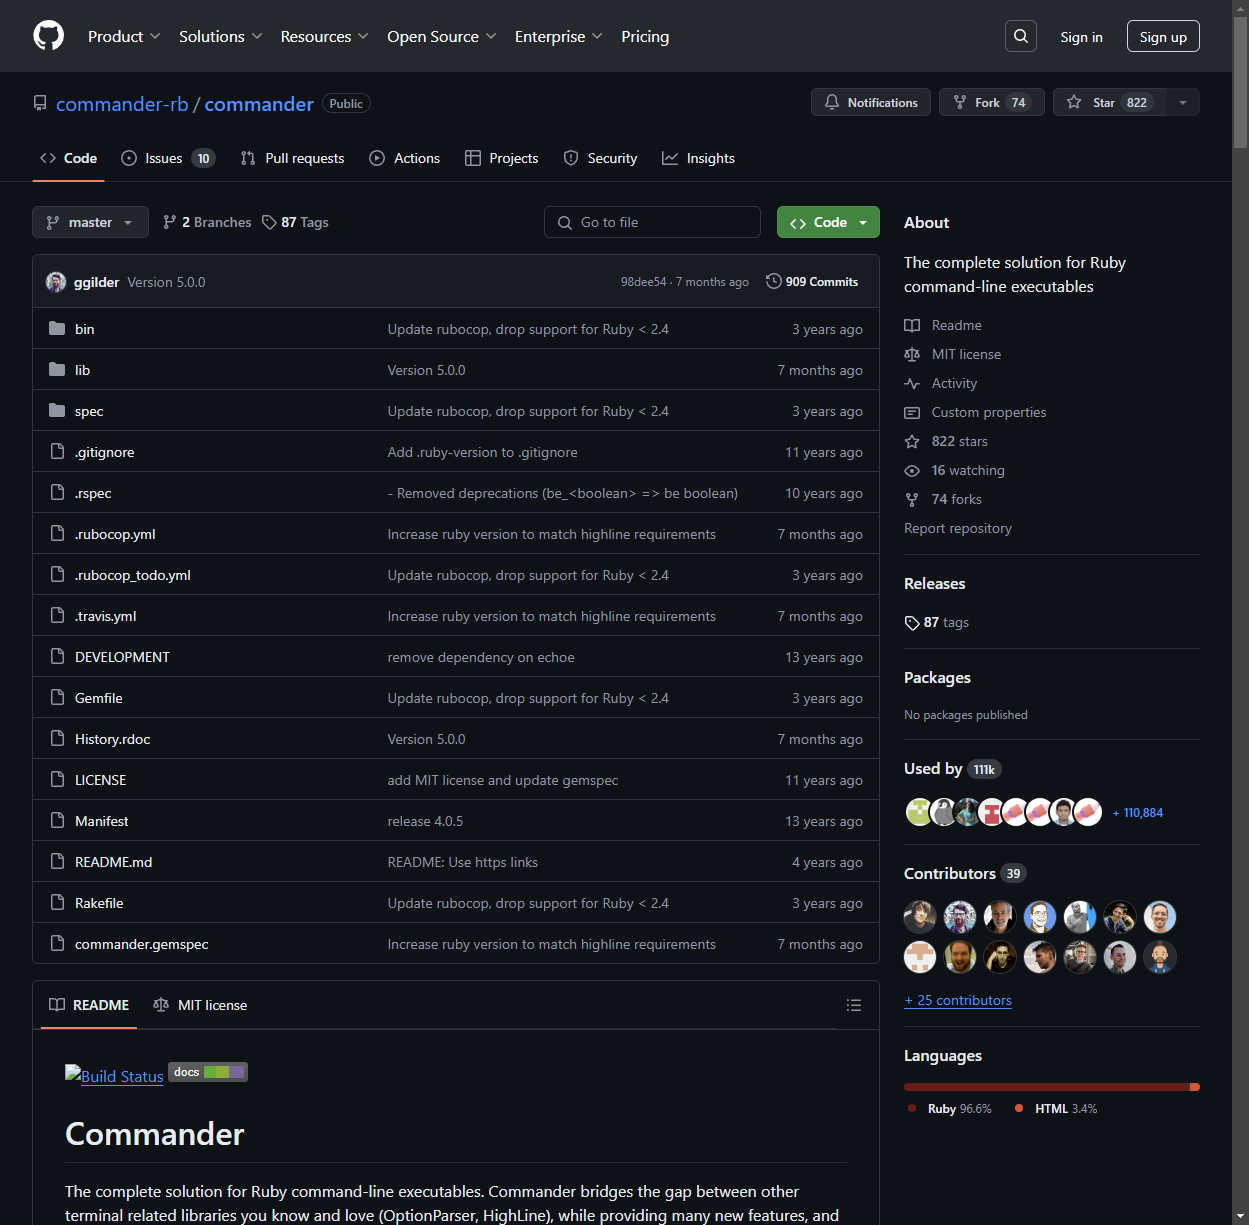 Product Solutions Resources Open Source Enterprise Pricing Sign in Sign up
commander-rb / commander Public Notifications Fork 74 Star 822
Code Issues 10 Pull requests Actions Projects Security Insights
master 2 Branches 87 Tags Go to file Code
ggilder Version 5.0.0 98dee54 · 7 months ago 909 Commits
bin Update rubocop, drop support for Ruby < 2.4 3 years ago
lib Version 5.0.0 7 months ago
spec Update rubocop, drop support for Ruby < 2.4 3 years ago
.gitignore Add .ruby-version to .gitignore 11 years ago
.rspec - Removed deprecations (be_<boolean> => be boolean) 10 years ago
.rubocop.yml Increase ruby version to match highline requirements 7 months ago
.rubocop_todo.yml Update rubocop, drop support for Ruby < 2.4 3 years ago
.travis.yml Increase ruby version to match highline requirements 7 months ago
DEVELOPMENT remove dependency on echoe 13 years ago
Gemfile Update rubocop, drop support for Ruby < 2.4 3 years ago
History.rdoc Version 5.0.0 7 months ago
LICENSE add MIT license and update gemspec 11 years ago
Manifest release 4.0.5 13 years ago
README.md README: Use https links 4 years ago
Rakefile Update rubocop, drop support for Ruby < 2.4 3 years ago
commander.gemspec Increase ruby version to match highline requirements 7 months ago
README MIT license
Build Status docs
Commander
The complete solution for Ruby command-line executables. Commander bridges the gap between other
terminal related libraries you know and love (OptionParser, HighLine), while providing many new features, and
About
The complete solution for Ruby
command-line executables
Readme
MIT license
Activity
Custom properties
822 stars
16 watching
74 forks
Report repository
Releases
87 tags
Packages
No packages published
Used by 111k
+ 110,884
Contributors 39
+ 25 contributors
Languages
Ruby 96.6% HTML 3.4%